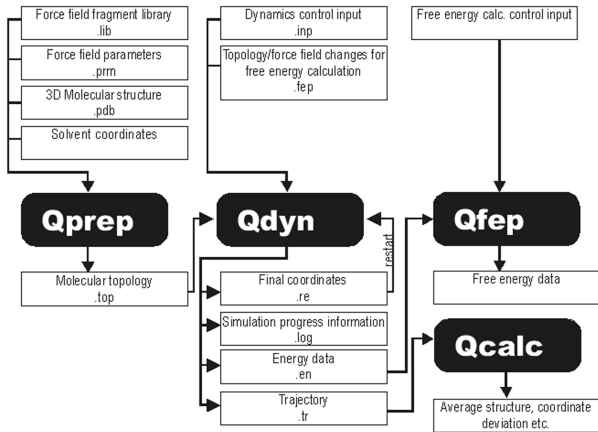 Force field fragment library
.lib
Force field parameters
.prm
3D Molecular structure
.pdb
Solvent coordinates
Dynamics control input
.inp
Topology/force field changes for
free energy calculation
.fep
Free energy calc. control input
Qprep
Qdyn
Qfep
Molecular topology
.top
restart
Final coordinates
.re
Simulation progress information
.log
Energy data
.en
Trajectory
.tr
Free energy data
Qcalc
Average structure, coordinate
deviation etc.